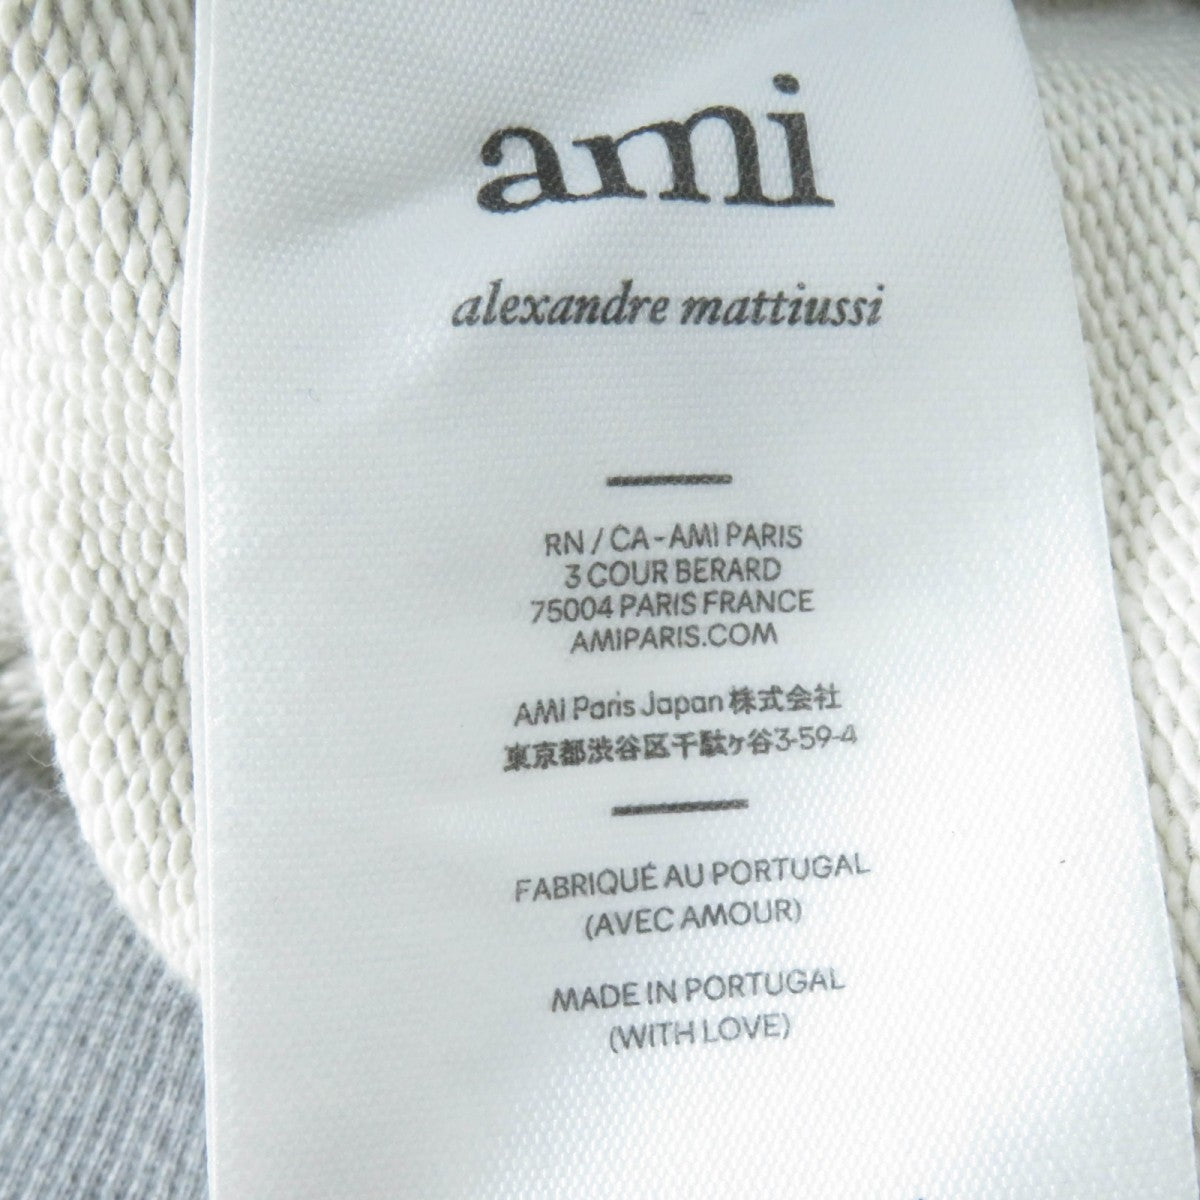 ami
alexandre mattiussi
RN / CA - AMI PARIS
3 COUR BERARD
75004 PARIS FRANCE
AMIPARIS.COM
AMI Paris Japan 株式会社
東京都渋谷区千駄ヶ谷3-59-4
FABRIQUÉ AU PORTUGAL
(AVEC AMOUR)
MADE IN PORTUGAL
(WITH LOVE)